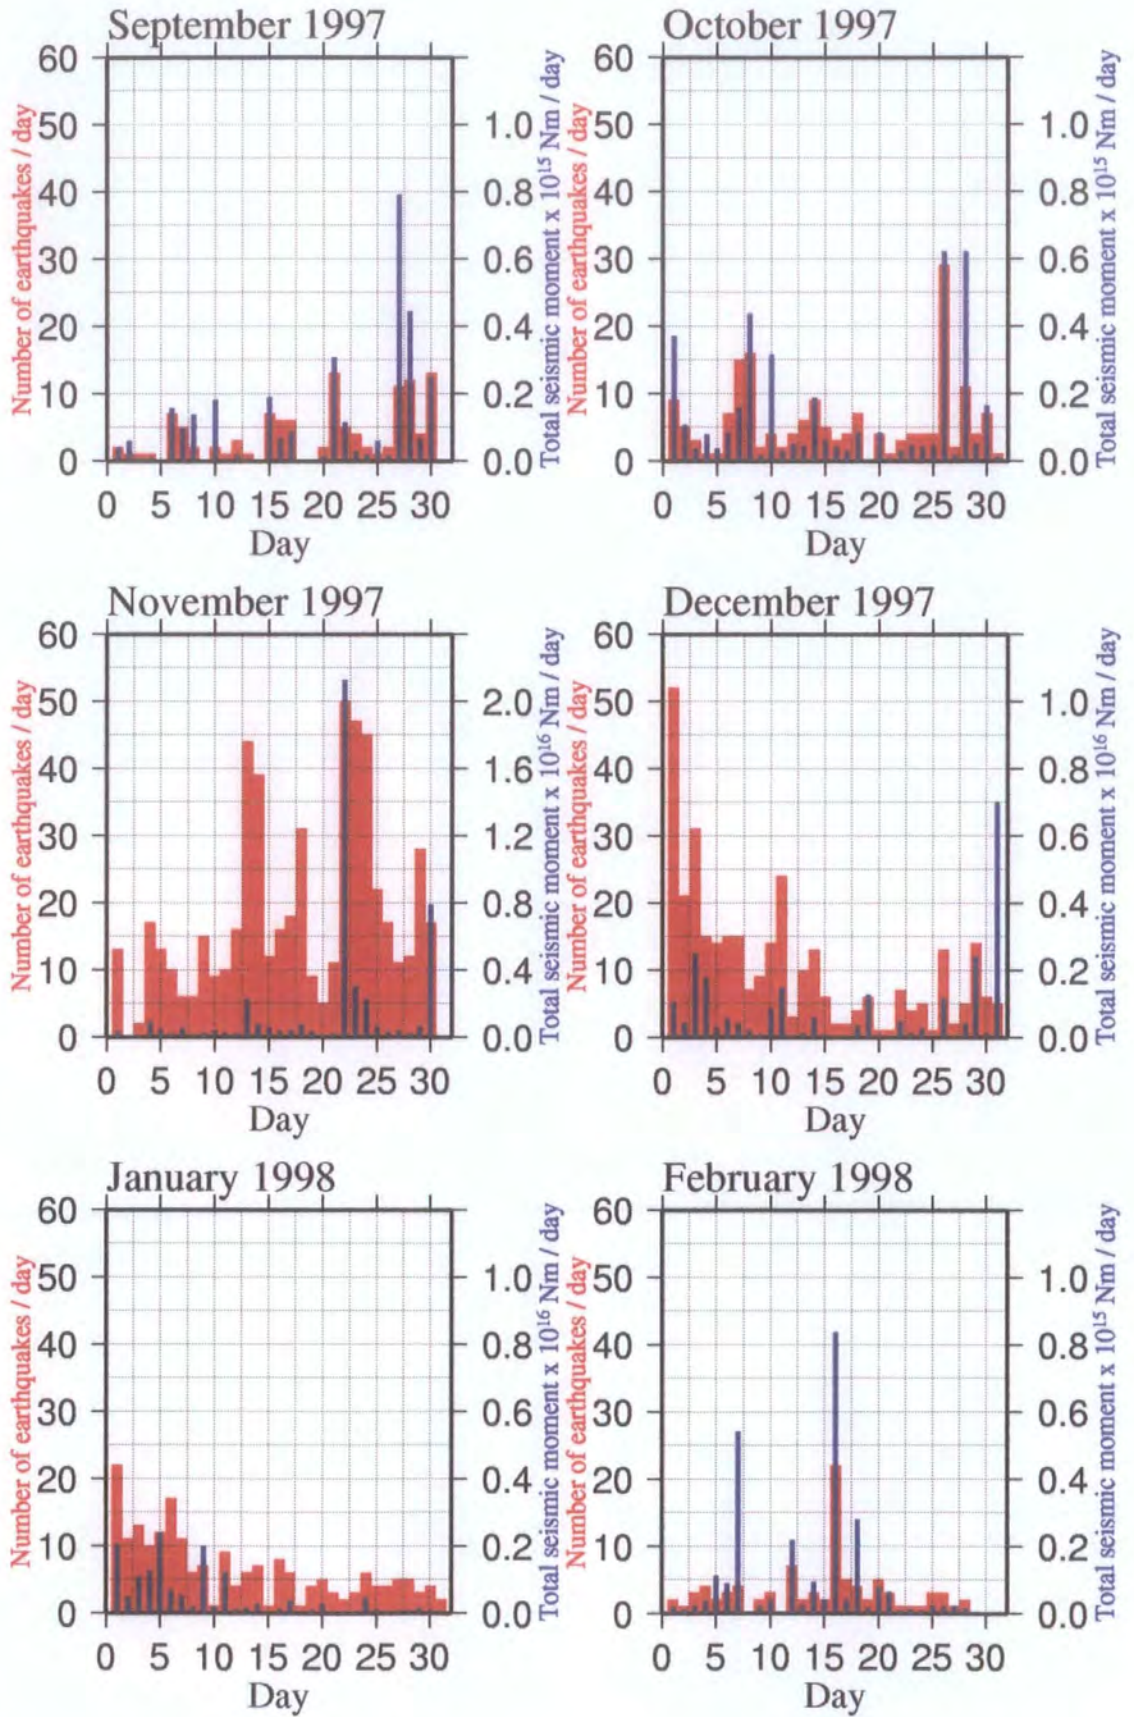 September 1997
Number of earthquakes / day
60
50
40
30
20
10
0
1.0
0.8
0.6
0.4
0.2
0.0
Total seismic moment x 10¹⁵ Nm / day
0 5 10 15 20 25 30
Day
October 1997
Number of earthquakes / day
60
50
40
30
20
10
0
1.0
0.8
0.6
0.4
0.2
0.0
Total seismic moment x 10¹⁵ Nm / day
0 5 10 15 20 25 30
Day
November 1997
Number of earthquakes / day
60
50
40
30
20
10
0
2.0
1.6
1.2
0.8
0.4
0.0
Total seismic moment x 10¹⁶ Nm / day
0 5 10 15 20 25 30
Day
December 1997
Number of earthquakes / day
60
50
40
30
20
10
0
1.0
0.8
0.6
0.4
0.2
0.0
Total seismic moment x 10¹⁶ Nm / day
0 5 10 15 20 25 30
Day
January 1998
Number of earthquakes / day
60
50
40
30
20
10
0
1.0
0.8
0.6
0.4
0.2
0.0
Total seismic moment x 10¹⁶ Nm / day
0 5 10 15 20 25 30
Day
February 1998
Number of earthquakes / day
60
50
40
30
20
10
0
1.0
0.8
0.6
0.4
0.2
0.0
Total seismic moment x 10¹⁵ Nm / day
0 5 10 15 20 25 30
Day